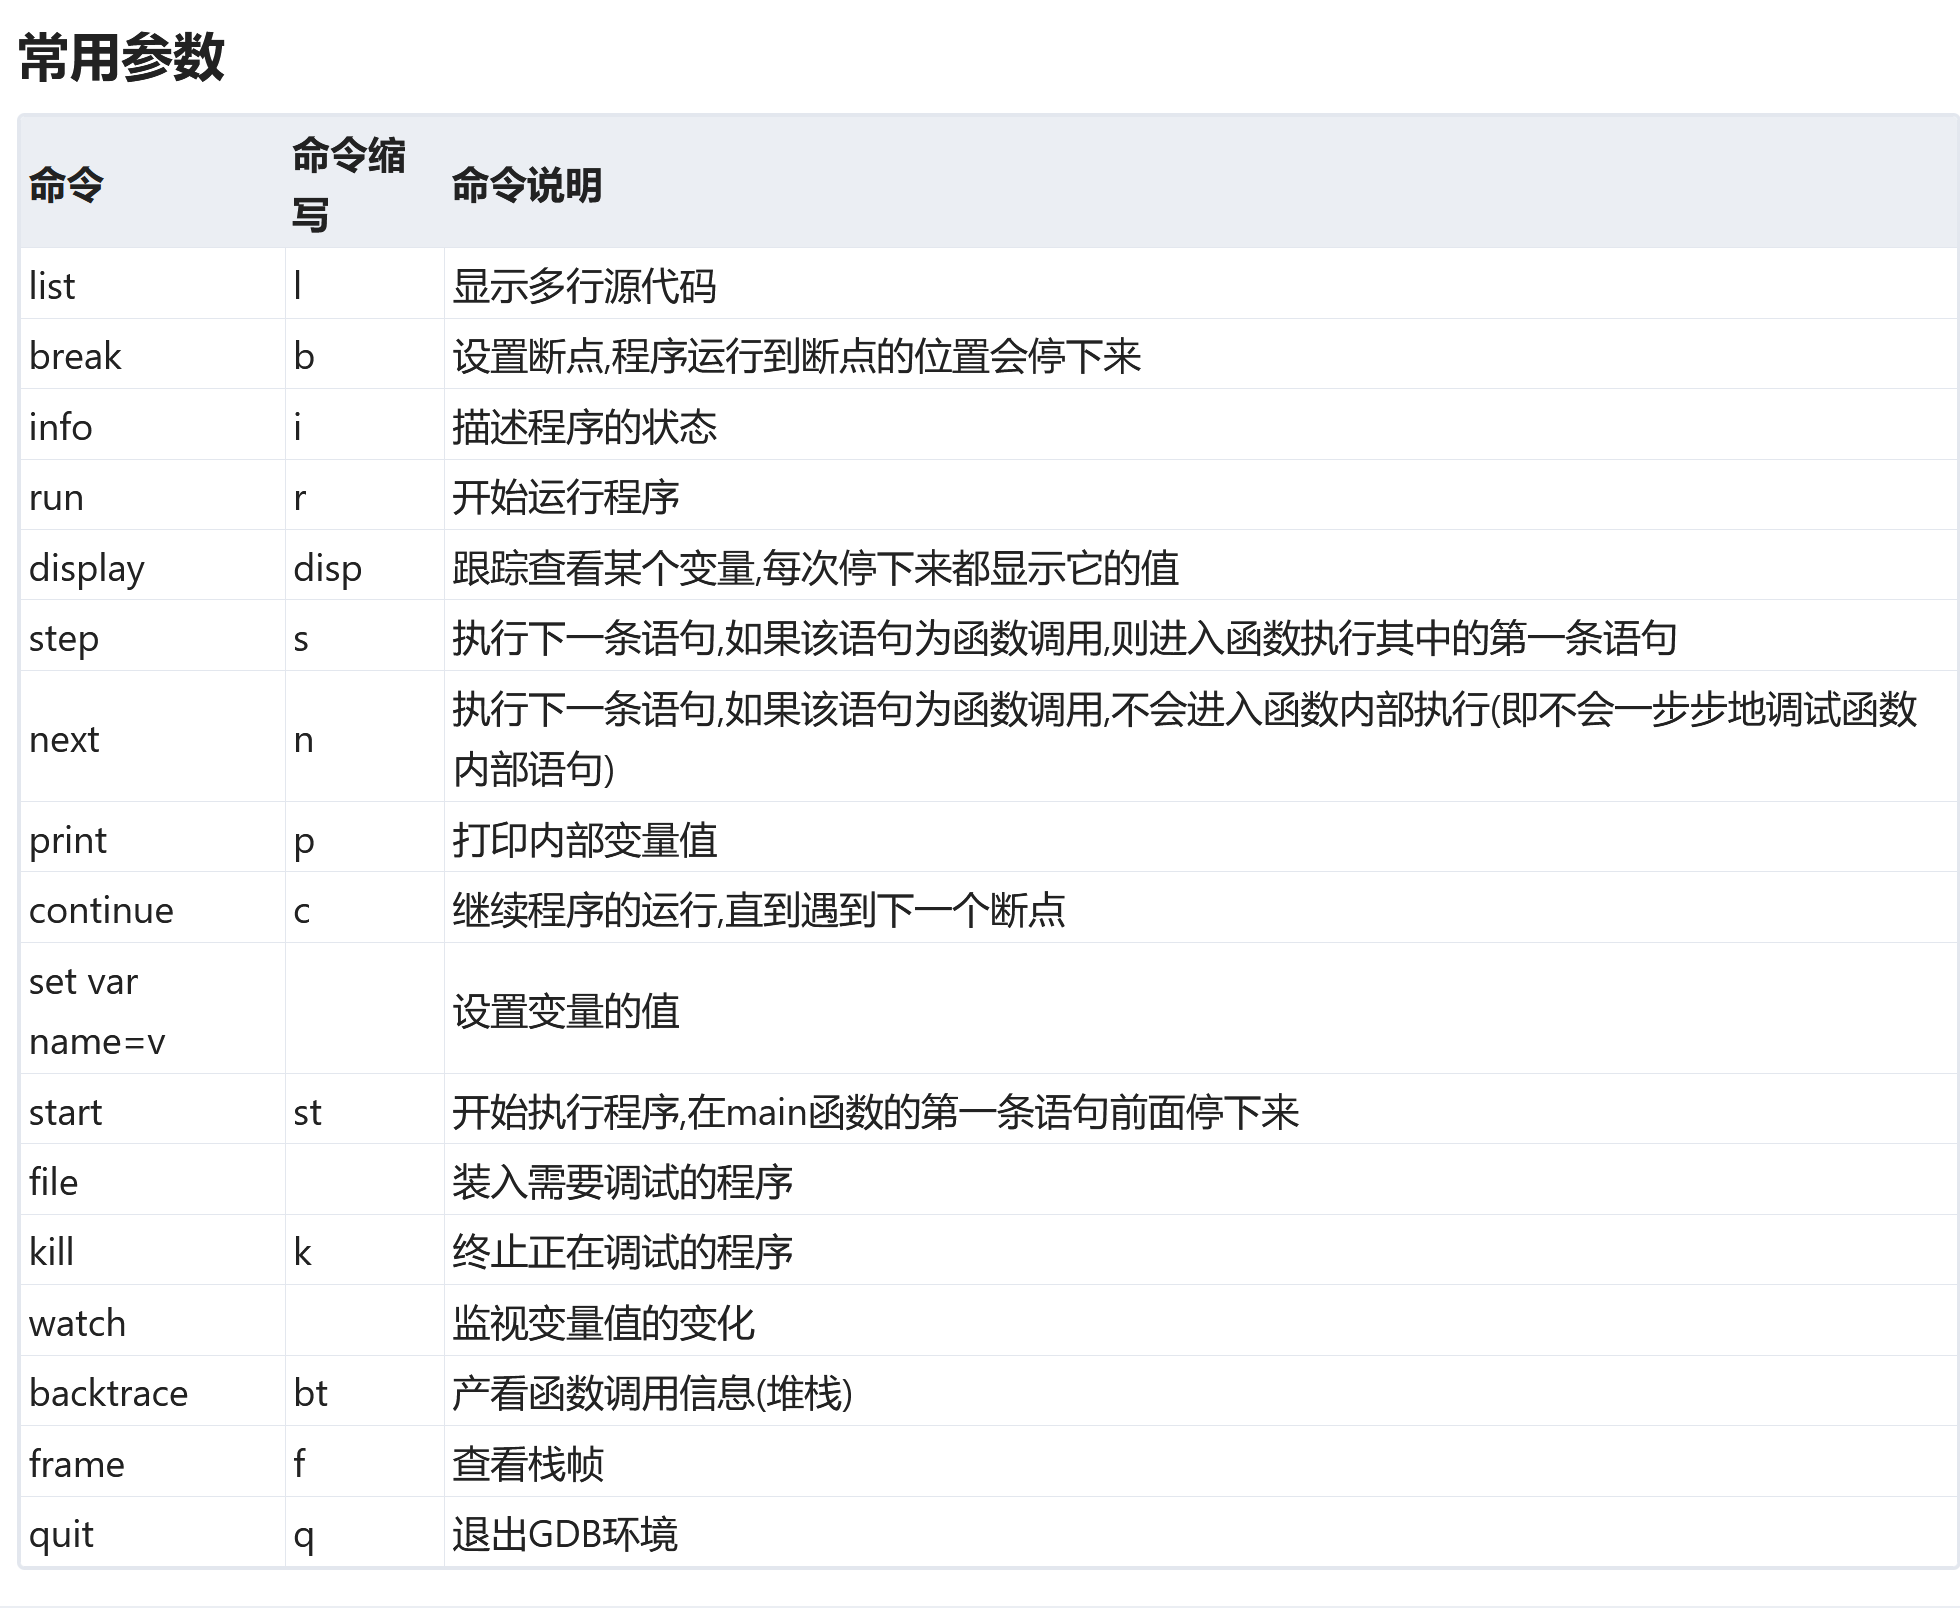 常用参数
命令 命令缩写 命令说明
list l 显示多行源代码
break b 设置断点,程序运行到断点的位置会停下来
info i 描述程序的状态
run r 开始运行程序
display disp 跟踪查看某个变量,每次停下来都显示它的值
step s 执行下一条语句,如果该语句为函数调用,则进入函数执行其中的第一条语句
next n 执行下一条语句,如果该语句为函数调用,不会进入函数内部执行(即不会一步步地调试函数
内部语句)
print p 打印内部变量值
continue c 继续程序的运行,直到遇到下一个断点
set var
name=v 设置变量的值
start st 开始执行程序,在main函数的第一条语句前面停下来
file 装入需要调试的程序
kill k 终止正在调试的程序
watch 监视变量值的变化
backtrace bt 产看函数调用信息(堆栈)
frame f 查看栈帧
quit q 退出GDB环境